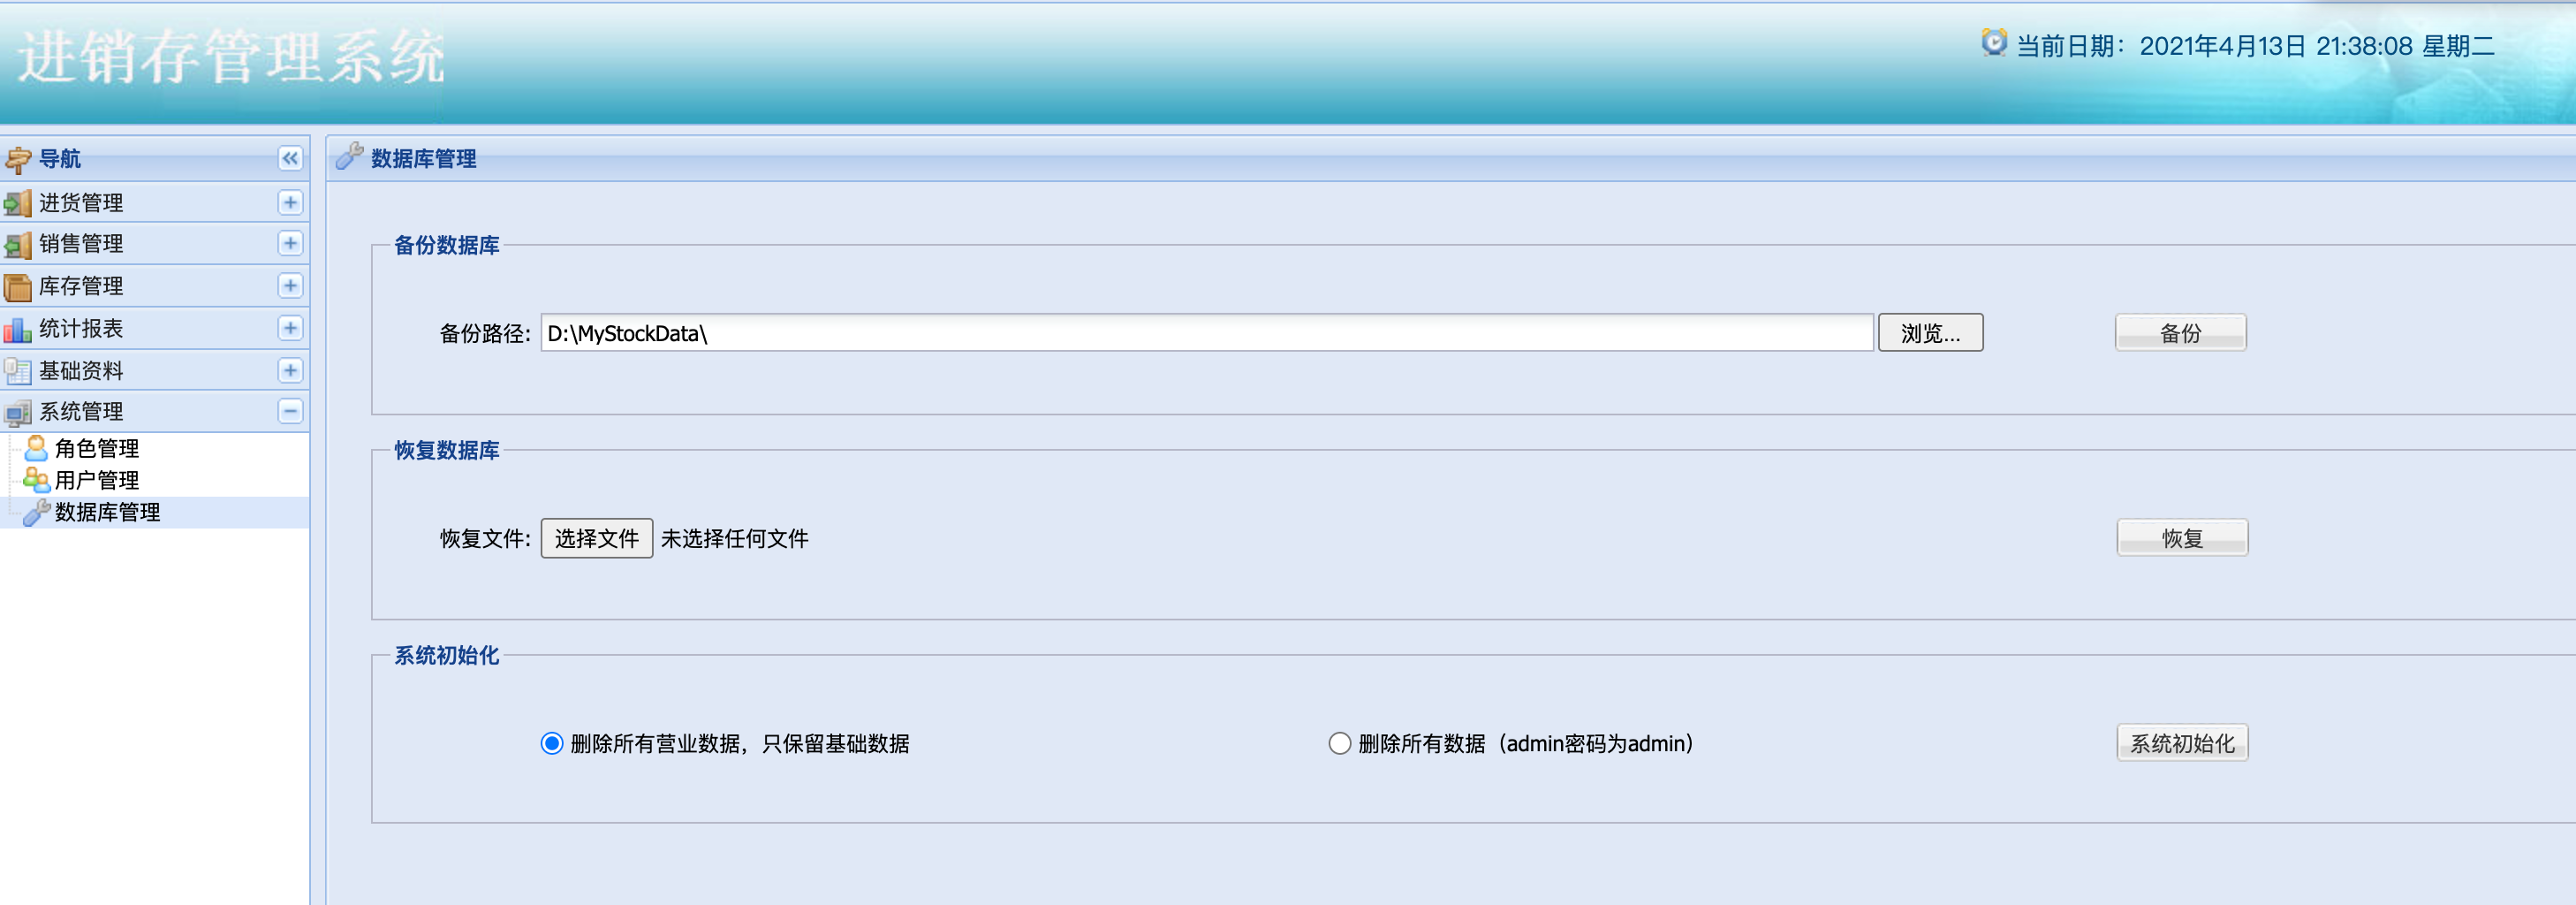 进销存管理系统
当前日期：2021年4月13日 21:38:08 星期二
导航
进货管理
销售管理
库存管理
统计报表
基础资料
系统管理
角色管理
用户管理
数据库管理
数据库管理
备份数据库
备份路径: D:\MyStockData\ 浏览... 备份
恢复数据库
恢复文件: 选择文件 未选择任何文件 恢复
系统初始化
删除所有营业数据，只保留基础数据 删除所有数据（admin密码为admin） 系统初始化